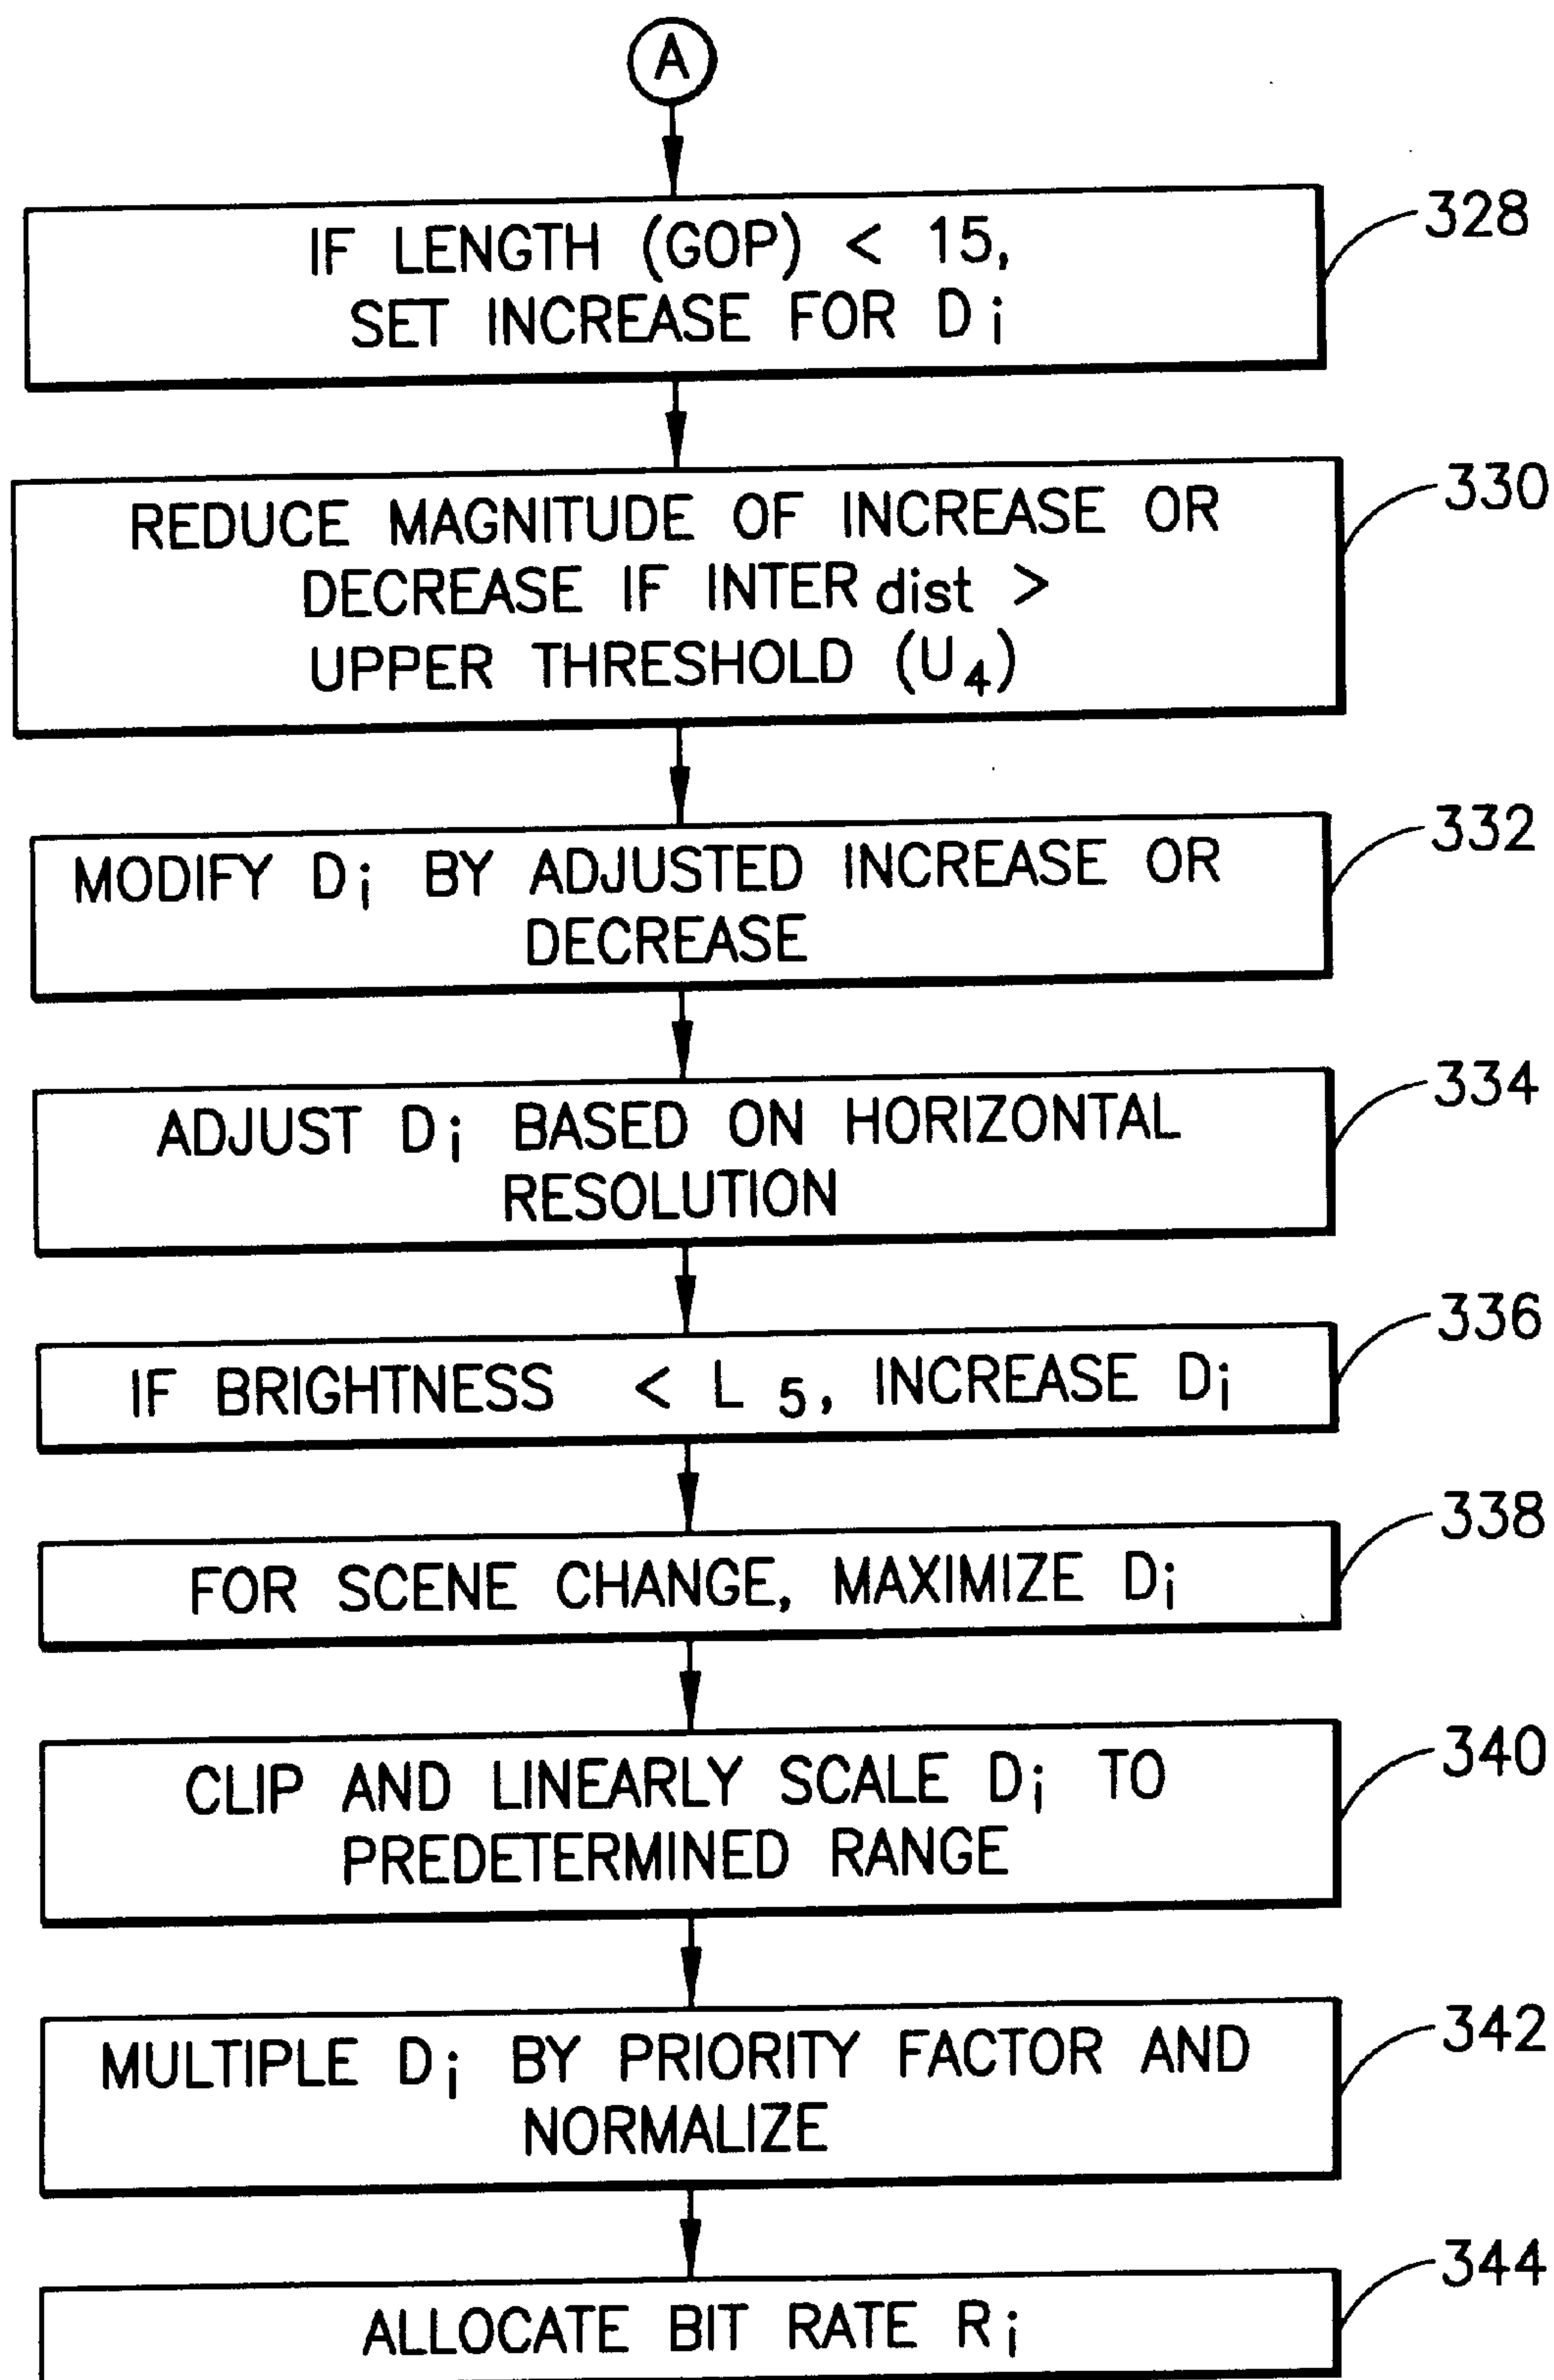 A
328
IF LENGTH (GOP) < 15,
SET INCREASE FOR Di
330
REDUCE MAGNITUDE OF INCREASE OR
DECREASE IF INTER dist >
UPPER THRESHOLD (U4)
332
MODIFY Di BY ADJUSTED INCREASE OR
DECREASE
334
ADJUST Di BASED ON HORIZONTAL
RESOLUTION
336
IF BRIGHTNESS < L 5, INCREASE Di
338
FOR SCENE CHANGE, MAXIMIZE Di
340
CLIP AND LINEARLY SCALE Di TO
PREDETERMINED RANGE
342
MULTIPLE Di BY PRIORITY FACTOR AND
NORMALIZE
344
ALLOCATE BIT RATE Ri